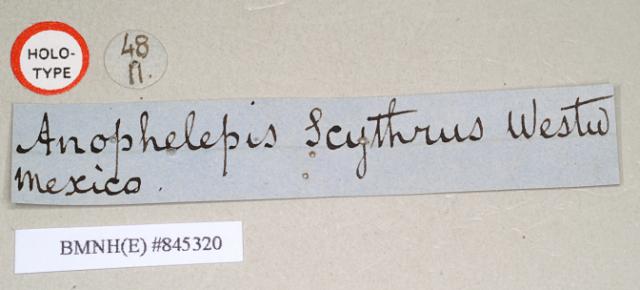 HOLO-
TYPE
48
n.
Anophelepis Scythrus Westw
Mexico.
BMNH(E) #845320